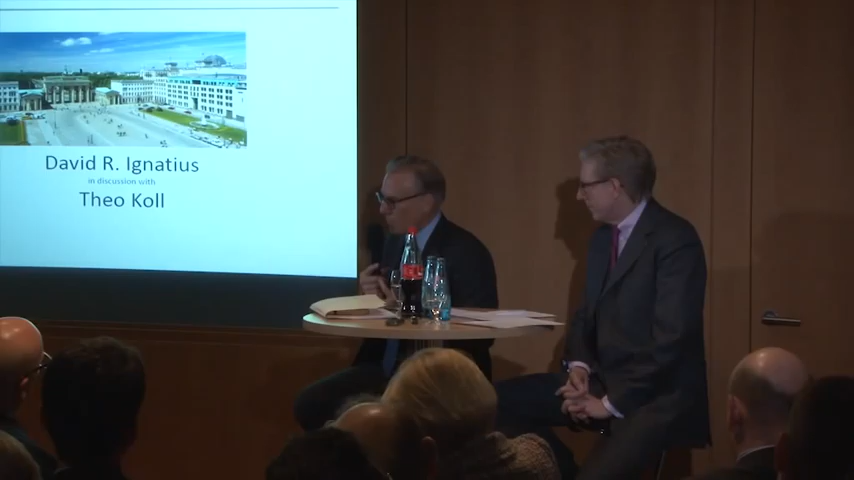 David R. Ignatius
in discussion with
Theo Koll